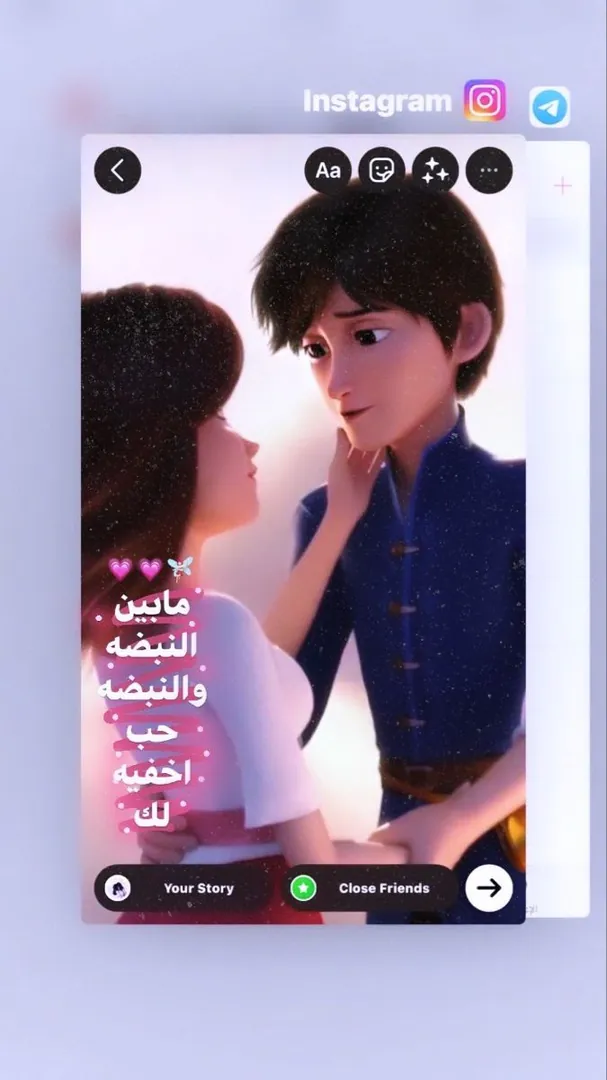 Instagram
Aa
مابين
النبضه
والنبضه
حب
اخفيه
لك
Your Story
Close Friends